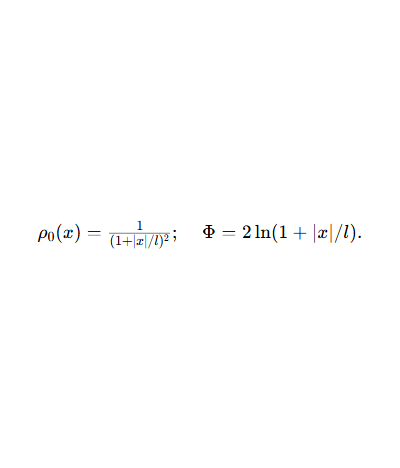 ρ₀(x) = 1/(1+|x|/l)²;  Φ = 2 ln(1 + |x|/l).